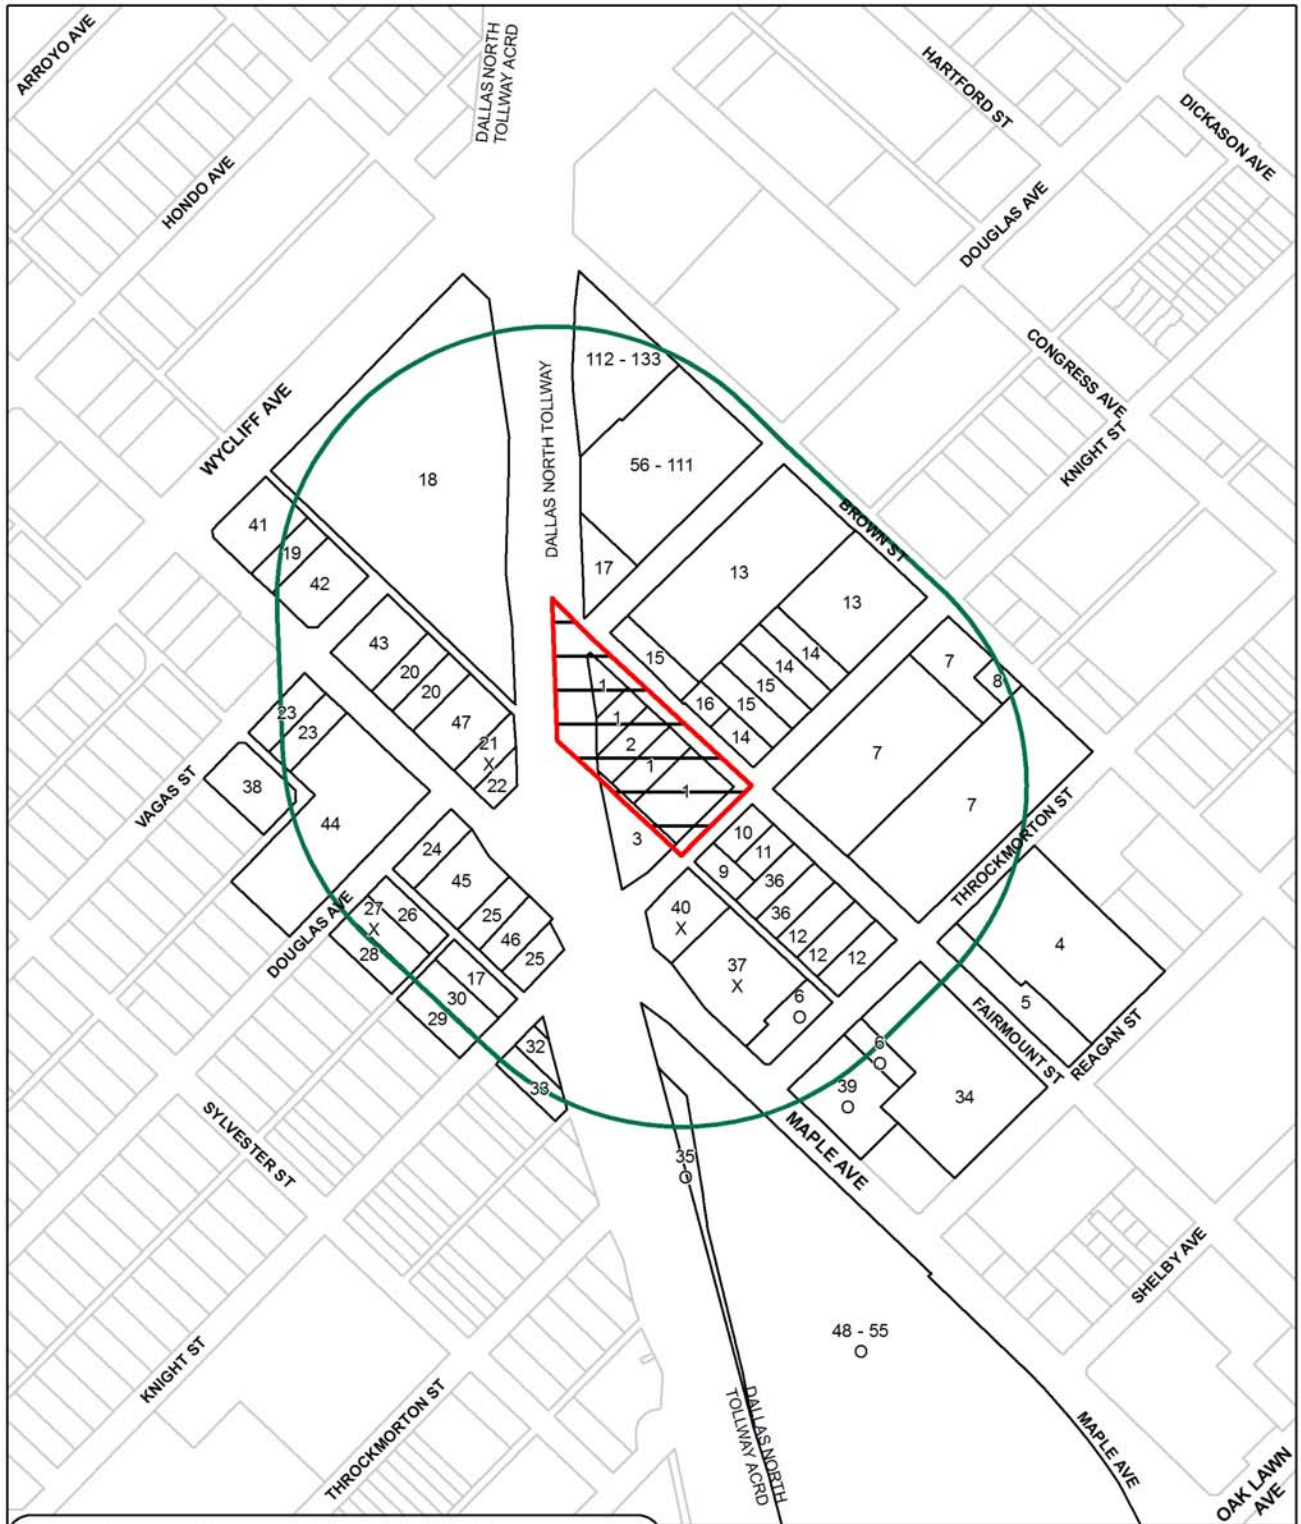 ARROYO AVE
DALLAS NORTH
TOLLWAY ACRD
HARTFORD ST
DICKASON AVE
HONDO AVE
DOUGLAS AVE
CONGRESS AVE
KNIGHT ST
WYCLIFF AVE
DALLAS NORTH TOLLWAY
112 - 133
56 - 111
18
BROWN ST
41
19
42
17
13
13
43
20
20
47
21
X
22
15
14
14
15
15
16
14
1
1
2
1
1
3
7
8
7
7
23
23
38
44
VAGAS ST
THROCKMORTON ST
24
45
25
46
25
10
11
9
36
36
12
12
12
40
X
37
X
6
O
4
5
27
X
26
28
DOUGLAS AVE
17
30
29
32
33
FAIRMOUNT ST
REAGAN ST
6
O
39
O
34
MAPLE AVE
SYLVESTER ST
35
O
SHELBY AVE
48 - 55
O
KNIGHT ST
THROCKMORTON ST
DALLAS NORTH
TOLLWAY ACRD
MAPLE AVE
OAK LAWN
AVE